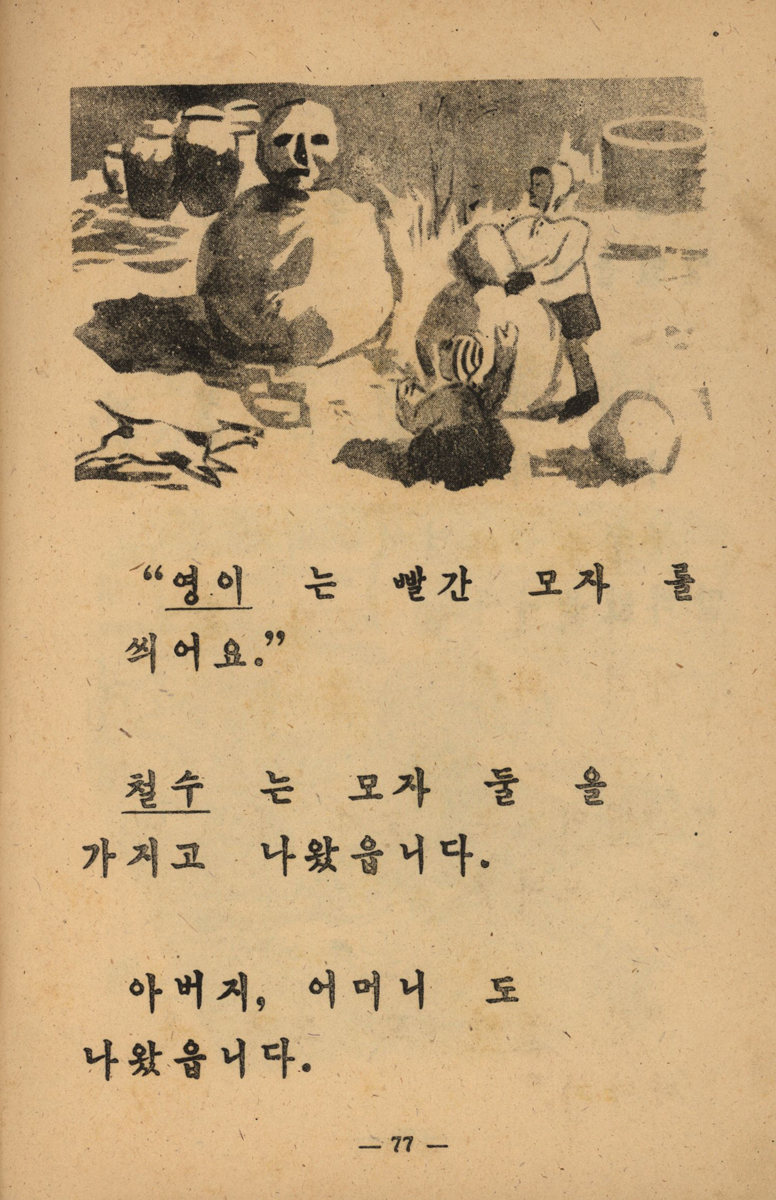 “영이 는 빨간 모자 를
씌어요.”
철수 는 모자 둘 을
가지고 나왔읍니다.
아버지, 어머니 도
나왔읍니다.
— 77 —